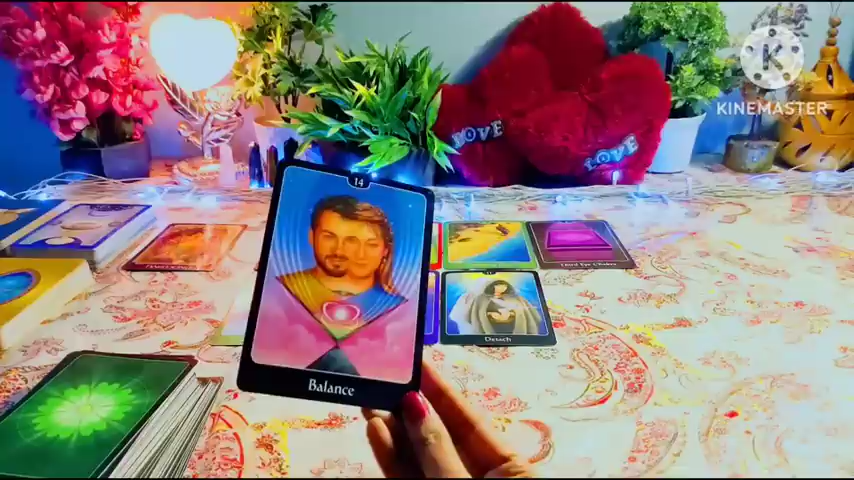 KINEMASTER
LOVE
LOVE
14
Third Eye Chakra
Detach
Balance